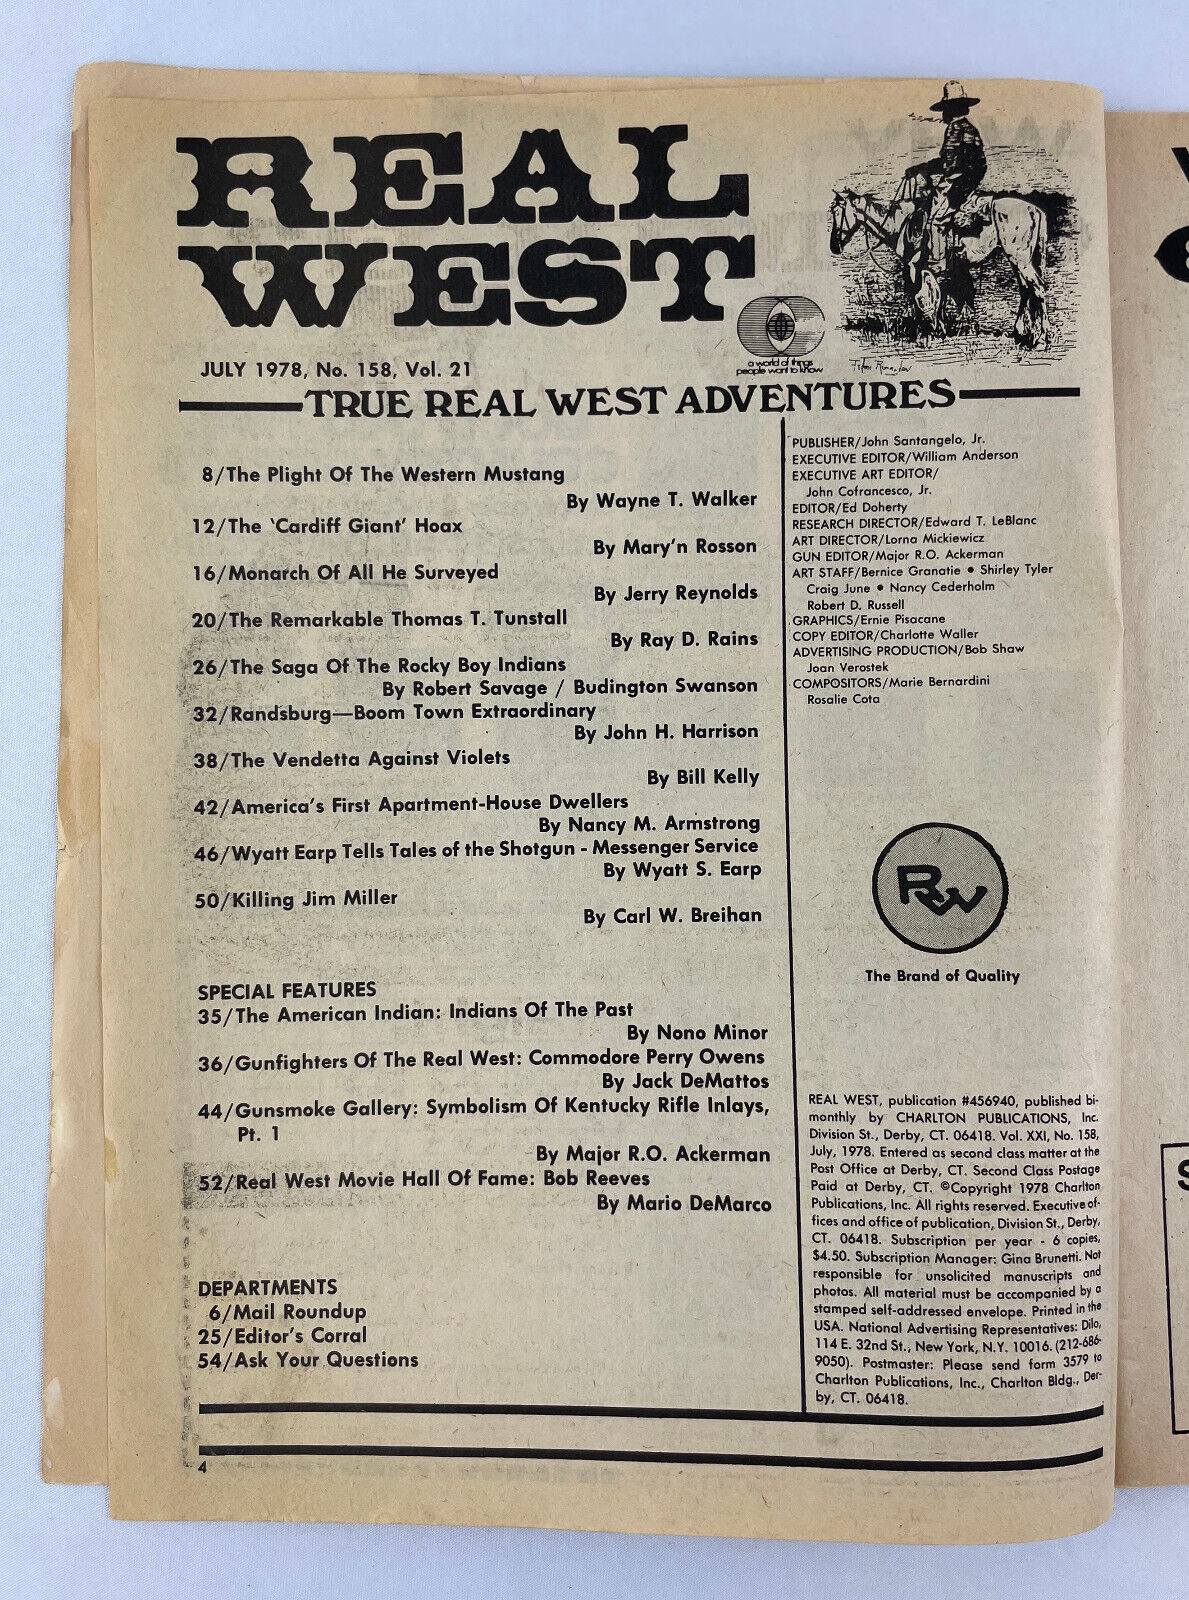 REAL
WEST
a world of things
people want to know
JULY 1978, No. 158, Vol. 21
TRUE REAL WEST ADVENTURES
8/The Plight Of The Western Mustang
By Wayne T. Walker
12/The ‘Cardiff Giant’ Hoax
By Mary’n Rosson
16/Monarch Of All He Surveyed
By Jerry Reynolds
20/The Remarkable Thomas T. Tunstall
By Ray D. Rains
26/The Saga Of The Rocky Boy Indians
By Robert Savage / Budington Swanson
32/Randsburg—Boom Town Extraordinary
By John H. Harrison
38/The Vendetta Against Violets
By Bill Kelly
42/America’s First Apartment-House Dwellers
By Nancy M. Armstrong
46/Wyatt Earp Tells Tales of the Shotgun - Messenger Service
By Wyatt S. Earp
50/Killing Jim Miller
By Carl W. Breihan
SPECIAL FEATURES
35/The American Indian: Indians Of The Past
By Nono Minor
36/Gunfighters Of The Real West: Commodore Perry Owens
By Jack DeMattos
44/Gunsmoke Gallery: Symbolism Of Kentucky Rifle Inlays,
Pt. 1
By Major R.O. Ackerman
52/Real West Movie Hall Of Fame: Bob Reeves
By Mario DeMarco
DEPARTMENTS
6/Mail Roundup
25/Editor’s Corral
54/Ask Your Questions
4
PUBLISHER/John Santangelo, Jr.
EXECUTIVE EDITOR/William Anderson
EXECUTIVE ART EDITOR/
John Cofrancesco, Jr.
EDITOR/Ed Doherty
RESEARCH DIRECTOR/Edward T. LeBlanc
ART DIRECTOR/Lorna Mickiewicz
GUN EDITOR/Major R.O. Ackerman
ART STAFF/Bernice Granatie • Shirley Tyler
Craig June • Nancy Cederholm
Robert D. Russell
GRAPHICS/Ernie Pisacane
COPY EDITOR/Charlotte Waller
ADVERTISING PRODUCTION/Bob Shaw
Joan Verostek
COMPOSITORS/Marie Bernardini
Rosalie Cota
RW
The Brand of Quality
REAL WEST, publication #456940, published bi-
monthly by CHARLTON PUBLICATIONS, Inc.
Division St., Derby, CT. 06418. Vol. XXI, No. 158,
July, 1978. Entered as second class matter at the
Post Office at Derby, CT. Second Class Postage
Paid at Derby, CT. ©Copyright 1978 Charlton
Publications, Inc. All rights reserved. Executive of-
fices and office of publication, Division St., Derby,
CT. 06418. Subscription per year - 6 copies,
$4.50. Subscription Manager: Gina Brunetti. Not
responsible for unsolicited manuscripts and
photos. All material must be accompanied by a
stamped self-addressed envelope. Printed in the
USA. National Advertising Representatives: Dilo,
114 E. 32nd St., New York, N.Y. 10016. (212-686-
9050). Postmaster: Please send form 3579 to
Charlton Publications, Inc., Charlton Bldg., Der-
by, CT. 06418.